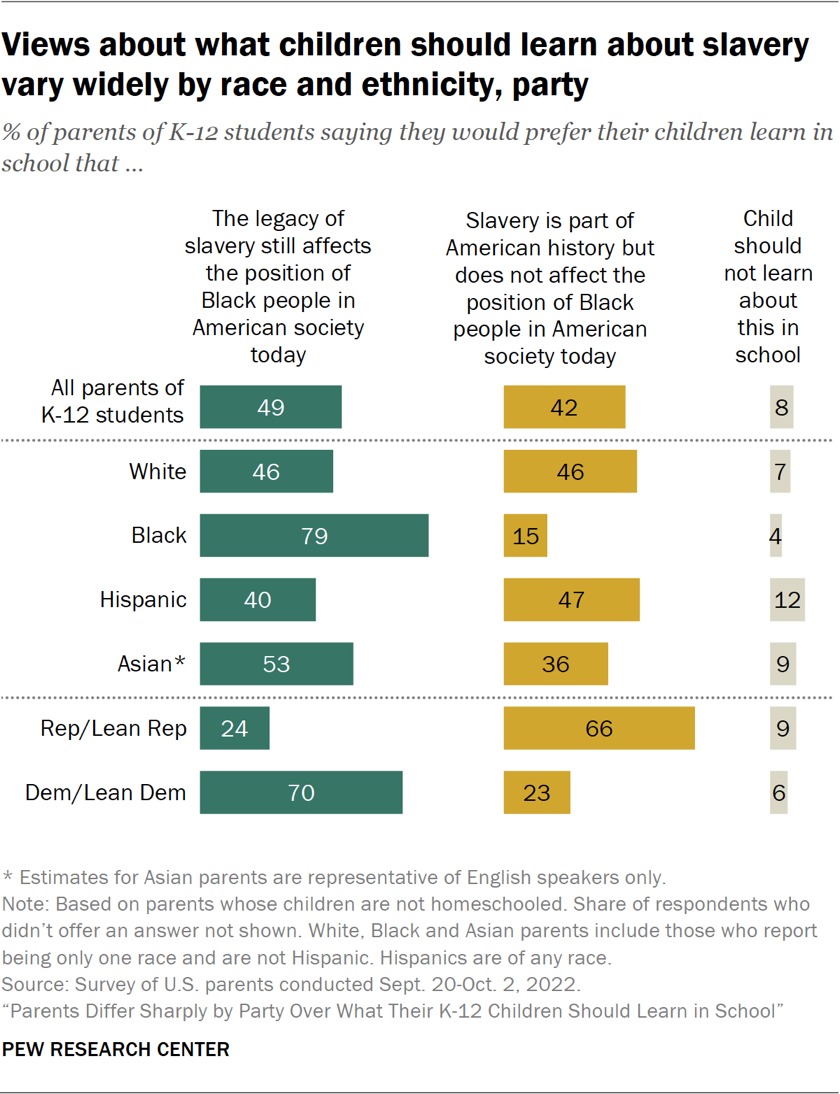 Views about what children should learn about slavery
vary widely by race and ethnicity, party
% of parents of K-12 students saying they would prefer their children learn in
school that ...
The legacy of
slavery still affects
the position of
Black people in
American society
today
Slavery is part of
American history but
does not affect the
position of Black
people in American
society today
Child
should
not learn
about
this in
school
All parents of
K-12 students
49
42
8
White
46
46
7
Black
79
15
4
Hispanic
40
47
12
Asian*
53
36
9
Rep/Lean Rep
24
66
9
Dem/Lean Dem
70
23
6
* Estimates for Asian parents are representative of English speakers only.
Note: Based on parents whose children are not homeschooled. Share of respondents who
didn’t offer an answer not shown. White, Black and Asian parents include those who report
being only one race and are not Hispanic. Hispanics are of any race.
Source: Survey of U.S. parents conducted Sept. 20-Oct. 2, 2022.
“Parents Differ Sharply by Party Over What Their K-12 Children Should Learn in School”
PEW RESEARCH CENTER